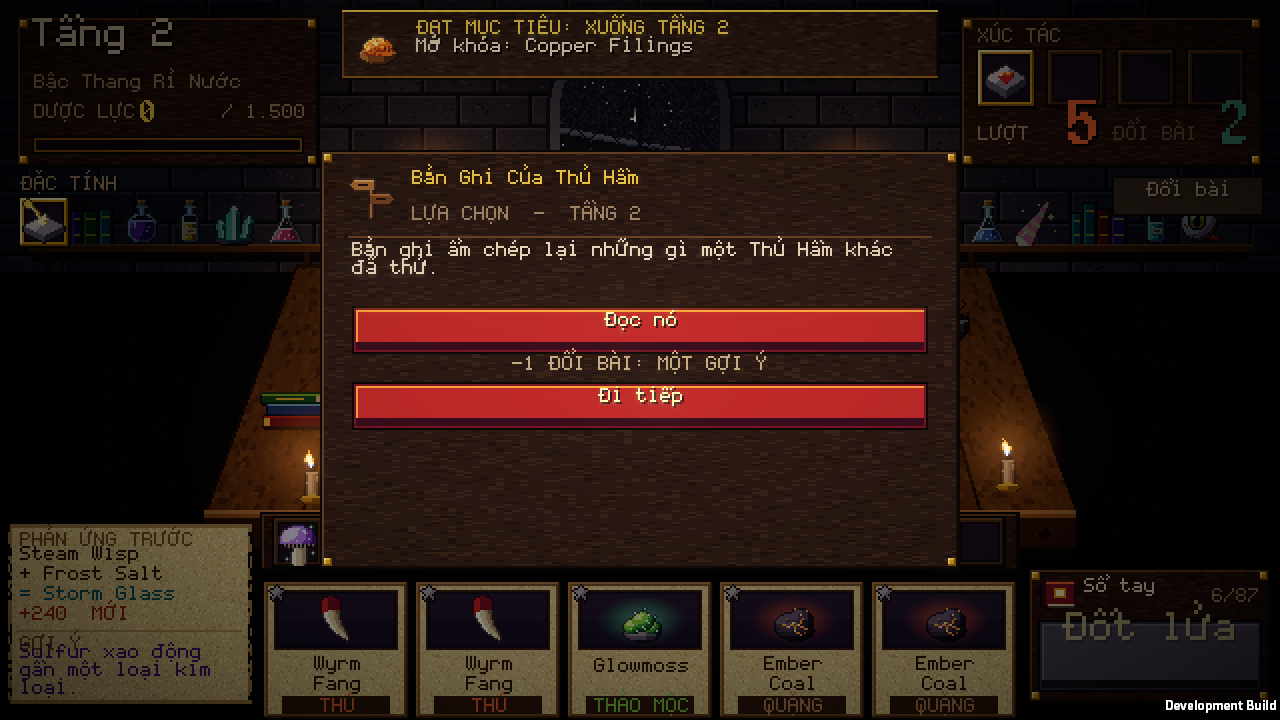 Tầng 2
Bậc Thang Rỉ Nước
DƯỢC LỰC 0 / 1.500
ĐẶC TÍNH
ĐẠT MỤC TIÊU: XUỐNG TẦNG 2
Mở khóa: Copper Filings
XÚC TÁC
LƯỢT 5 ĐỔI BÀI 2
Đổi bài
Bản Ghi Của Thủ Hầm
LỰA CHỌN - TẦNG 2
Bản ghi ấm chép lại những gì một Thủ Hầm khác
đã thử.
Đọc nó
-1 ĐỔI BÀI: MỘT GỢI Ý
Đi tiếp
PHẢN ỨNG TRƯỚC
Steam Wisp
+ Frost Salt
= Storm Glass
+240 MỚI
GỢI Ý
Sulfur xao động
gần một loại kim
loại.
Wyrm
Fang
THÚ
Wyrm
Fang
THÚ
Glowmoss
THẢO MỘC
Ember
Coal
QUẶNG
Ember
Coal
QUẶNG
Sổ tay 6/87
Đốt lửa
Development Build